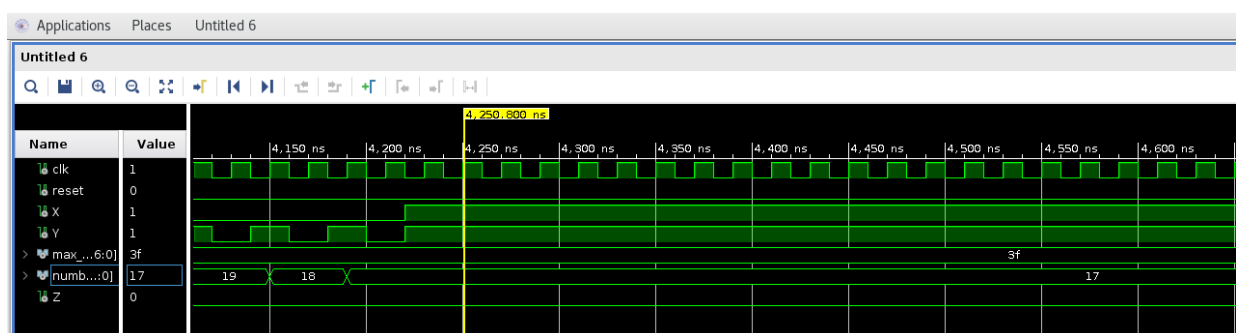 Applications Places Untitled 6
Untitled 6
4,250.800 ns
Name Value
4,150 ns 4,200 ns 4,250 ns 4,300 ns 4,350 ns 4,400 ns 4,450 ns 4,500 ns 4,550 ns 4,600 ns
clk 1
reset 0
X 1
Y 1
max_...6:0] 3f 3f
numb...:0] 17 19 18 17
Z 0